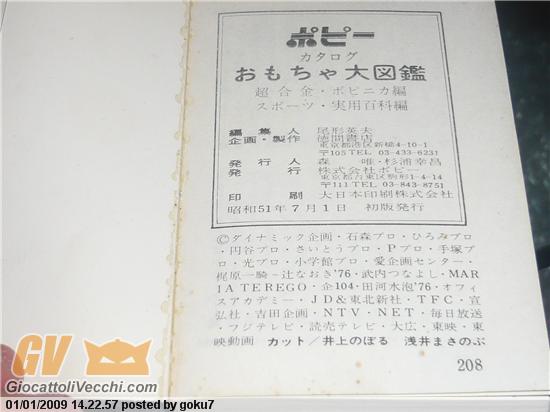 ポピー
カタログ
おもちゃ大図鑑
超合金・ポピニカ編
スポーツ・実用百科編
編集人 尾形英夫
企画・製作 徳間書店
東京都港区新橋4-10-1
〒105 TEL 03-433-6231
発行人 森 唯・杉浦幸昌
発行 株式会社ポピー
東京都台東区駒形1-4-14
〒111 TEL 03-843-8751
印刷 大日本印刷株式会社
昭和51年7月1日 初版発行
©ダイナミック企画・石森プロ・ひろみプロ
・円谷プロ・さいとうプロ・Pプロ・手塚プ
ロ・光プロ・小学館プロ・愛企画センター・
梶原一騎−辻なおき'76・武内つなよし・MAR
IA TEREGO・企104・田河水泡'76・オフィ
スアカデミー・JD&東北新社・TFC・宣
弘社・吉田企画・NTV・NET・毎日放送
・フジテレビ・読売テレビ・大広・東映・東
映動画 カット/井上のぼる 浅井まさのぶ
208
GV
GiocattoliVecchi.com
01/01/2009 14.22.57 posted by goku7